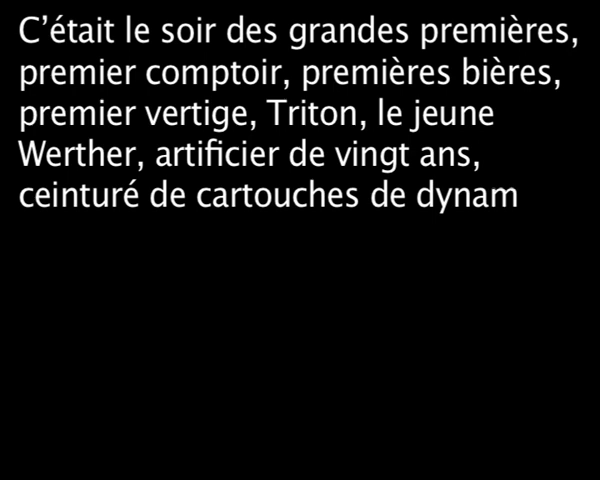 C’était le soir des grandes premières,
premier comptoir, premières bières,
premier vertige, Triton, le jeune
Werther, artificier de vingt ans,
ceinturé de cartouches de dynam